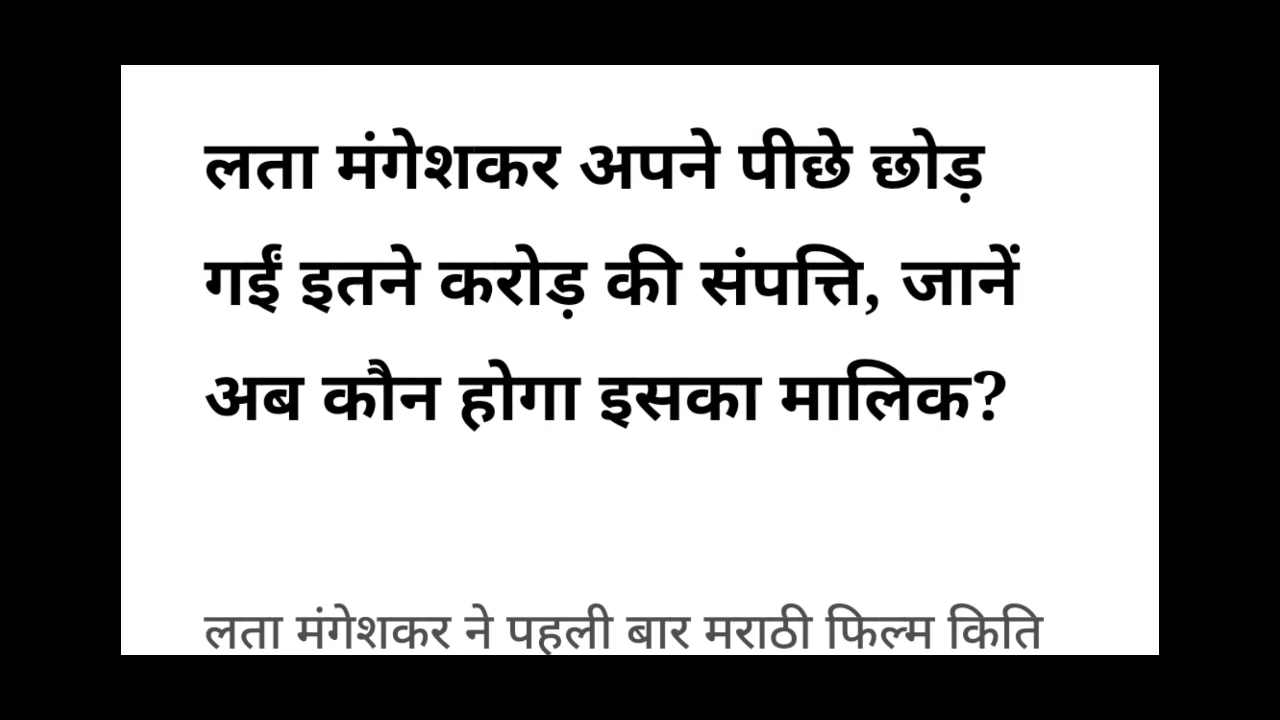 लता मंगेशकर अपने पीछे छोड़
गईं इतने करोड़ की संपत्ति, जानें
अब कौन होगा इसका मालिक?
लता मंगेशकर ने पहली बार मराठी फिल्म किति